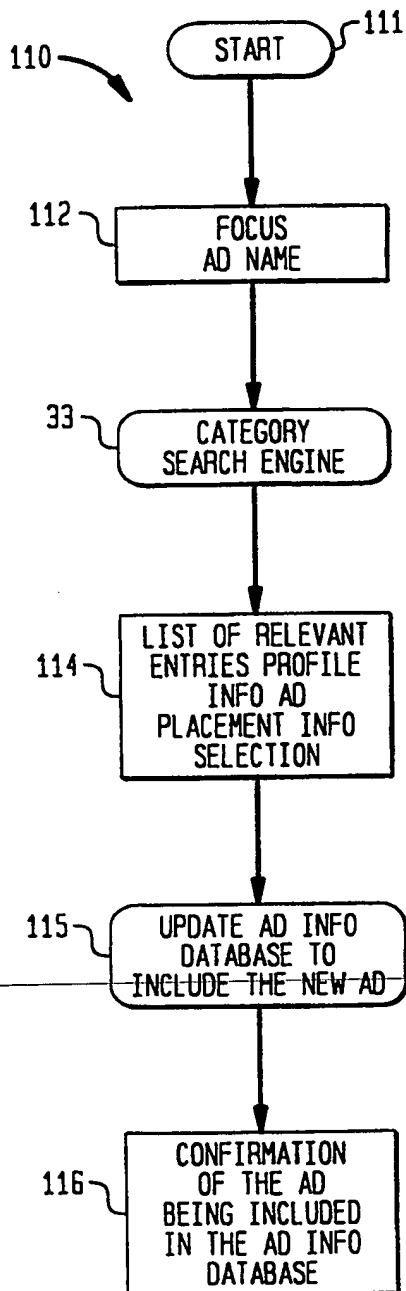 111
110
START
112
FOCUS
AD NAME
33
CATEGORY
SEARCH ENGINE
114
LIST OF RELEVANT
ENTRIES PROFILE
INFO AD
PLACEMENT INFO
SELECTION
115
UPDATE AD INFO
DATABASE TO
INCLUDE THE NEW AD
116
CONFIRMATION
OF THE AD
BEING INCLUDED
IN THE AD INFO
DATABASE